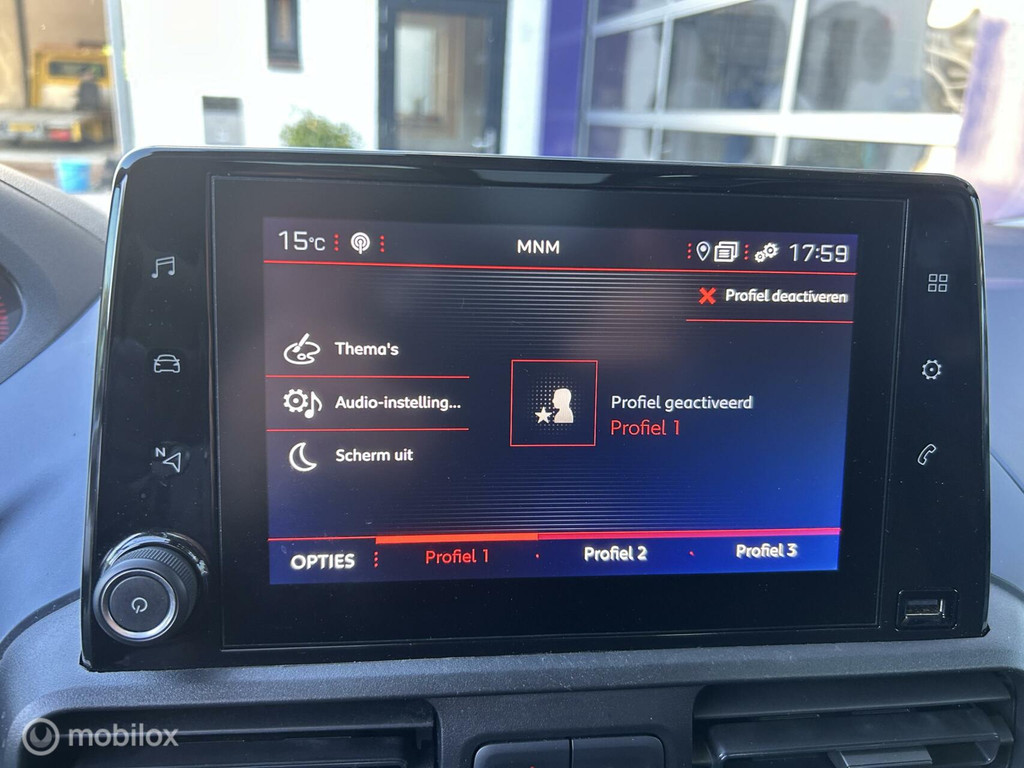 15°C
MNM
17:59
Profiel deactiveren
Thema's
Audio-instelling...
Profiel geactiveerd
Profiel 1
Scherm uit
OPTIES
Profiel 1
Profiel 2
Profiel 3
N
mobilox